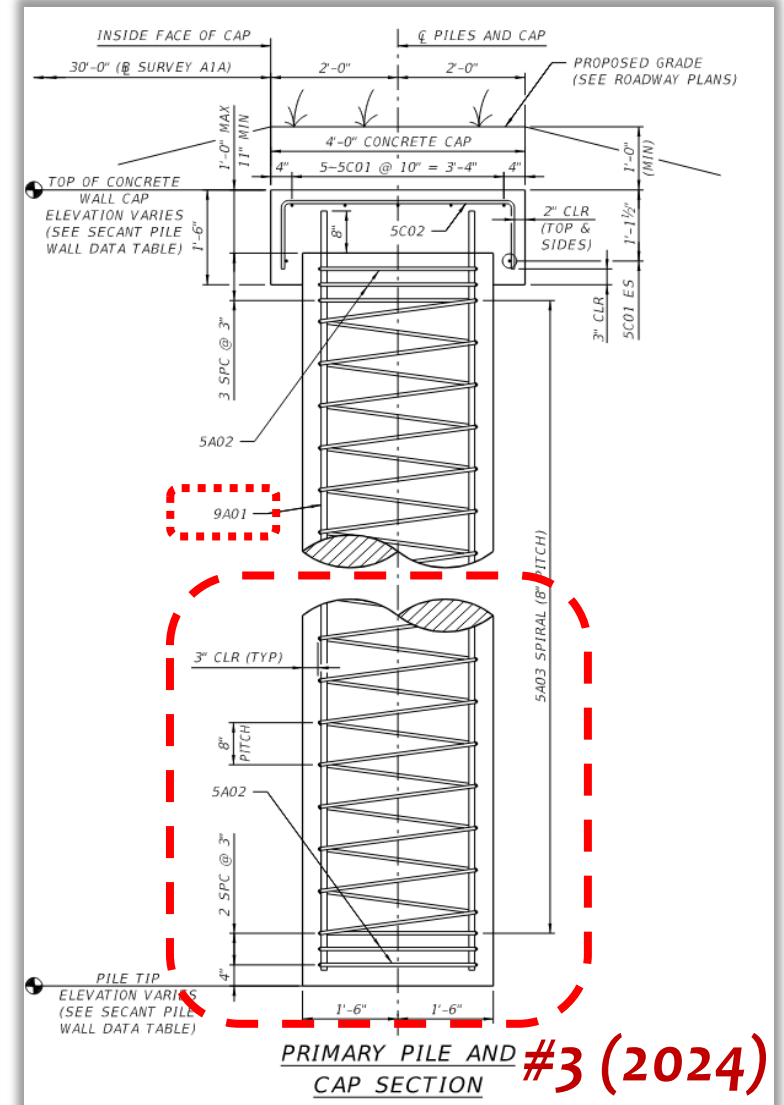 INSIDE FACE OF CAP
℄ PILES AND CAP
30'-0" (℄ SURVEY A1A)
2'-0"
2'-0"
PROPOSED GRADE
(SEE ROADWAY PLANS)
1'-0" MAX
11" MIN
4'-0" CONCRETE CAP
1'-0"
(MIN)
4"
5~5C01 @ 10" = 3'-4"
4"
TOP OF CONCRETE
WALL CAP
ELEVATION VARIES
(SEE SECANT PILE
WALL DATA TABLE)
1'-6"
8"
5C02
2" CLR
(TOP &
SIDES)
1'-1½"
3" CLR
5C01 ES
3 SPC @ 3"
5A02
9A01
5A03 SPIRAL (8" PITCH)
3" CLR (TYP)
8"
PITCH
5A02
2 SPC @ 3"
4"
PILE TIP
ELEVATION VARIES
(SEE SECANT PILE
WALL DATA TABLE)
1'-6"
1'-6"
PRIMARY PILE AND
CAP SECTION
#3 (2024)